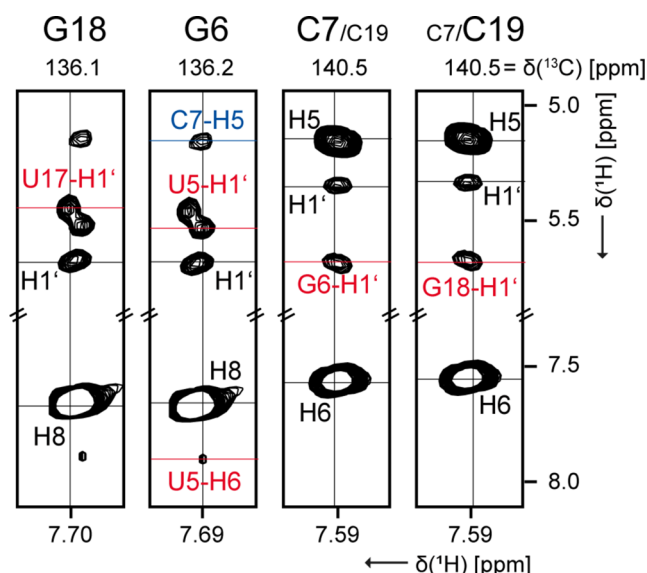 G18 G6 C7/C19 C7/C19
136.1 136.2 140.5 140.5 = δ(¹³C) [ppm]
C7-H5 H5 H5 5.0
U17-H1‘ U5-H1‘ H1‘ H1‘
5.5
H1‘ H1‘ G6-H1‘ G18-H1‘
δ(¹H) [ppm]
H8 7.5
H8 H6 H6
U5-H6 8.0
7.70 7.69 7.59 7.59
δ(¹H) [ppm]